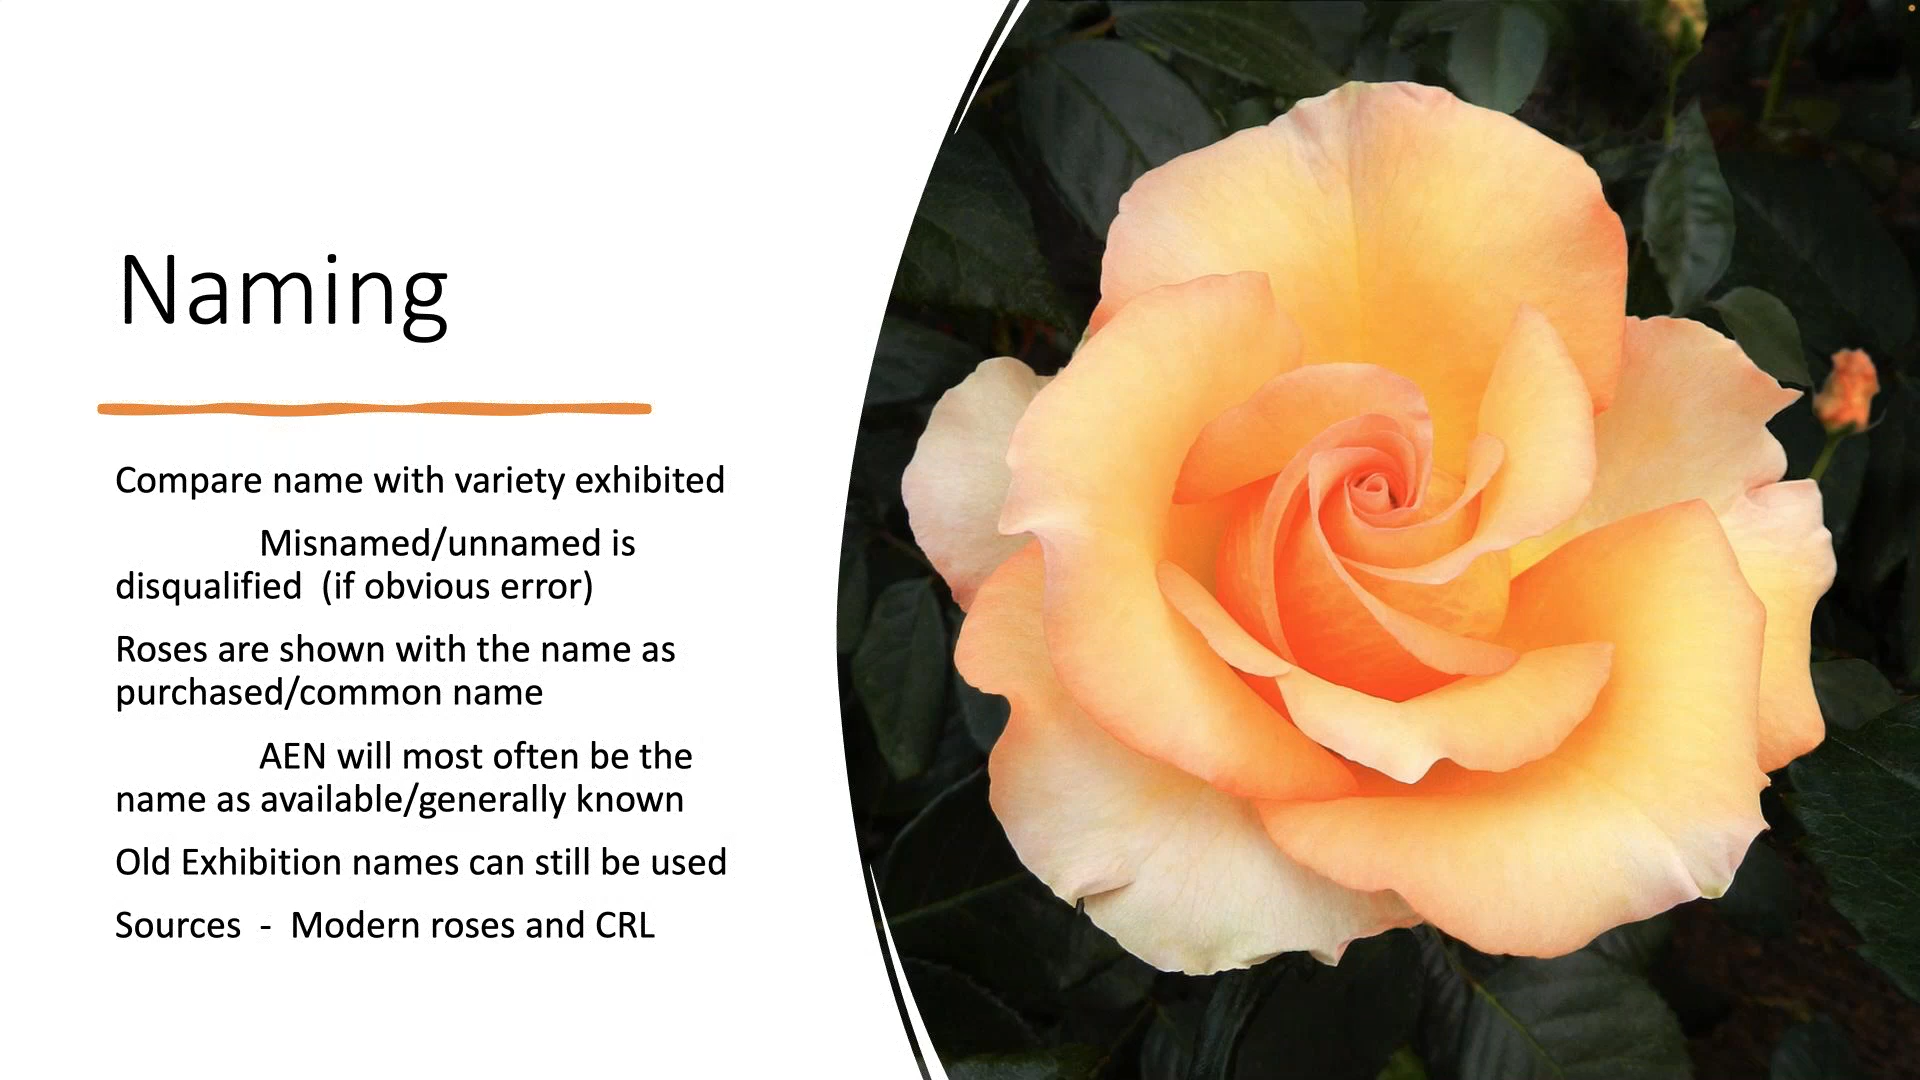 Naming
Compare name with variety exhibited
Misnamed/unnamed is
disqualified  (if obvious error)
Roses are shown with the name as
purchased/common name
AEN will most often be the
name as available/generally known
Old Exhibition names can still be used
Sources  -  Modern roses and CRL